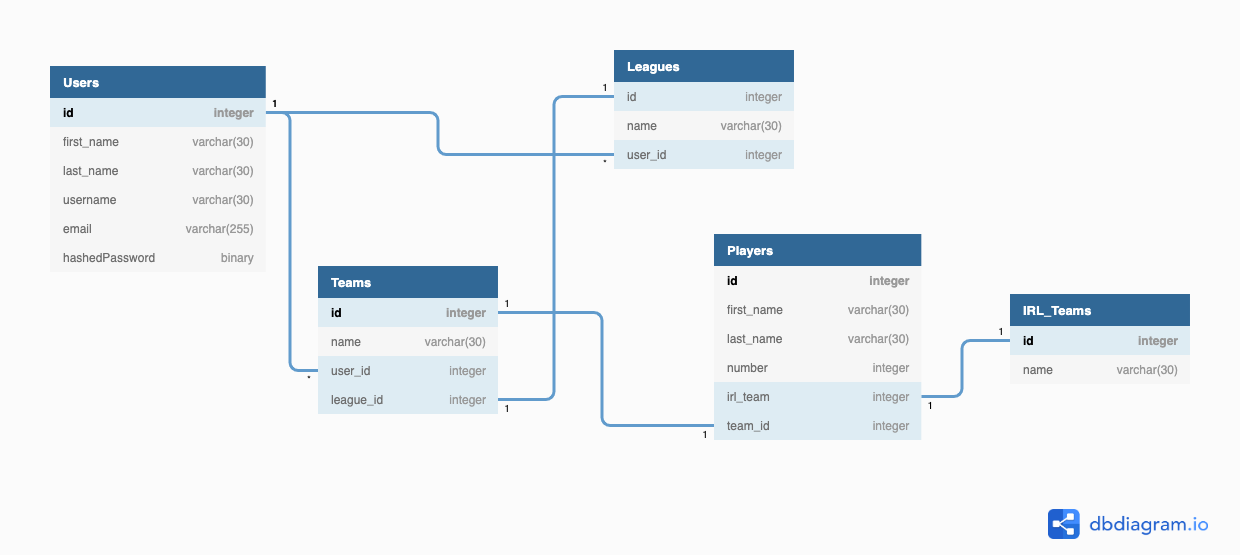 Users
id integer
first_name varchar(30)
last_name varchar(30)
username varchar(30)
email varchar(255)
hashedPassword binary
1
*
Leagues
id integer
name varchar(30)
user_id integer
1
*
Teams
id integer
name varchar(30)
user_id integer
league_id integer
1
1
Players
id integer
first_name varchar(30)
last_name varchar(30)
number integer
irl_team integer
team_id integer
1
1
IRL_Teams
id integer
name varchar(30)
1
dbdiagram.io